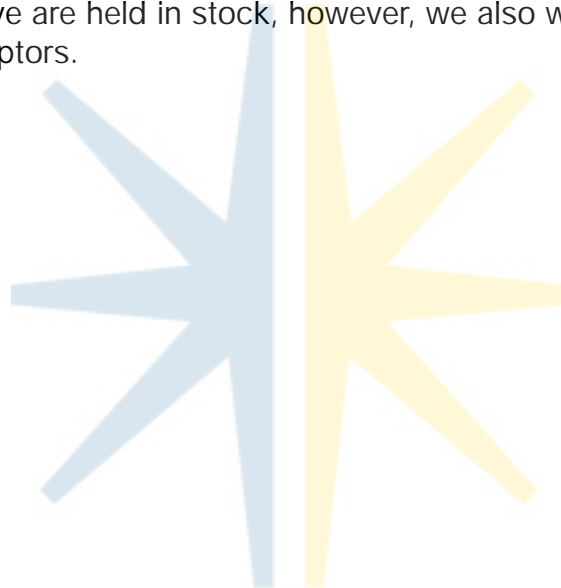 ve are held in stock, however, we also w
ptors.